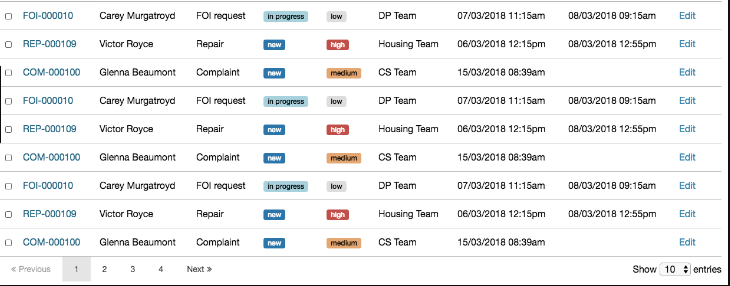 FOI-000010 Carey Murgatroyd FOI request in progress low DP Team 07/03/2018 11:15am 08/03/2018 09:15am Edit
REP-000109 Victor Royce Repair new high Housing Team 06/03/2018 12:15pm 08/03/2018 12:55pm Edit
COM-000100 Glenna Beaumont Complaint new medium CS Team 15/03/2018 08:39am Edit
FOI-000010 Carey Murgatroyd FOI request in progress low DP Team 07/03/2018 11:15am 08/03/2018 09:15am Edit
REP-000109 Victor Royce Repair new high Housing Team 06/03/2018 12:15pm 08/03/2018 12:55pm Edit
COM-000100 Glenna Beaumont Complaint new medium CS Team 15/03/2018 08:39am Edit
FOI-000010 Carey Murgatroyd FOI request in progress low DP Team 07/03/2018 11:15am 08/03/2018 09:15am Edit
REP-000109 Victor Royce Repair new high Housing Team 06/03/2018 12:15pm 08/03/2018 12:55pm Edit
COM-000100 Glenna Beaumont Complaint new medium CS Team 15/03/2018 08:39am Edit
« Previous 1 2 3 4 Next » Show 10 entries